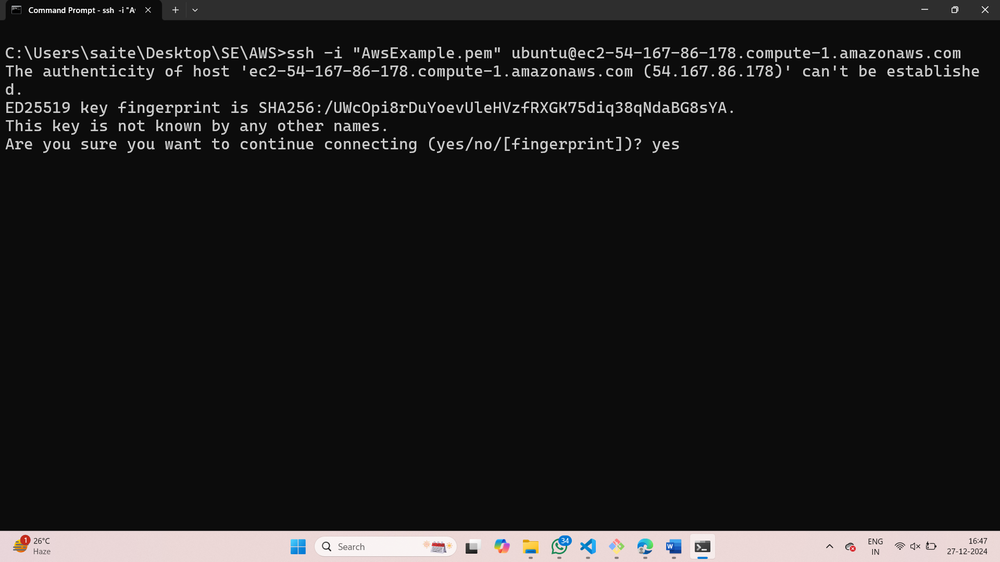 Command Prompt - ssh -i "A
C:\Users\saite\Desktop\SE\AWS>ssh -i "AwsExample.pem" ubuntu@ec2-54-167-86-178.compute-1.amazonaws.com
The authenticity of host 'ec2-54-167-86-178.compute-1.amazonaws.com (54.167.86.178)' can't be establishe
d.
ED25519 key fingerprint is SHA256:/UWcOpi8rDuYoevUleHVzfRXGK75diq38qNdaBG8sYA.
This key is not known by any other names.
Are you sure you want to continue connecting (yes/no/[fingerprint])? yes
1
26°C
Haze
Search
34
W
ENG
IN
16:47
27-12-2024